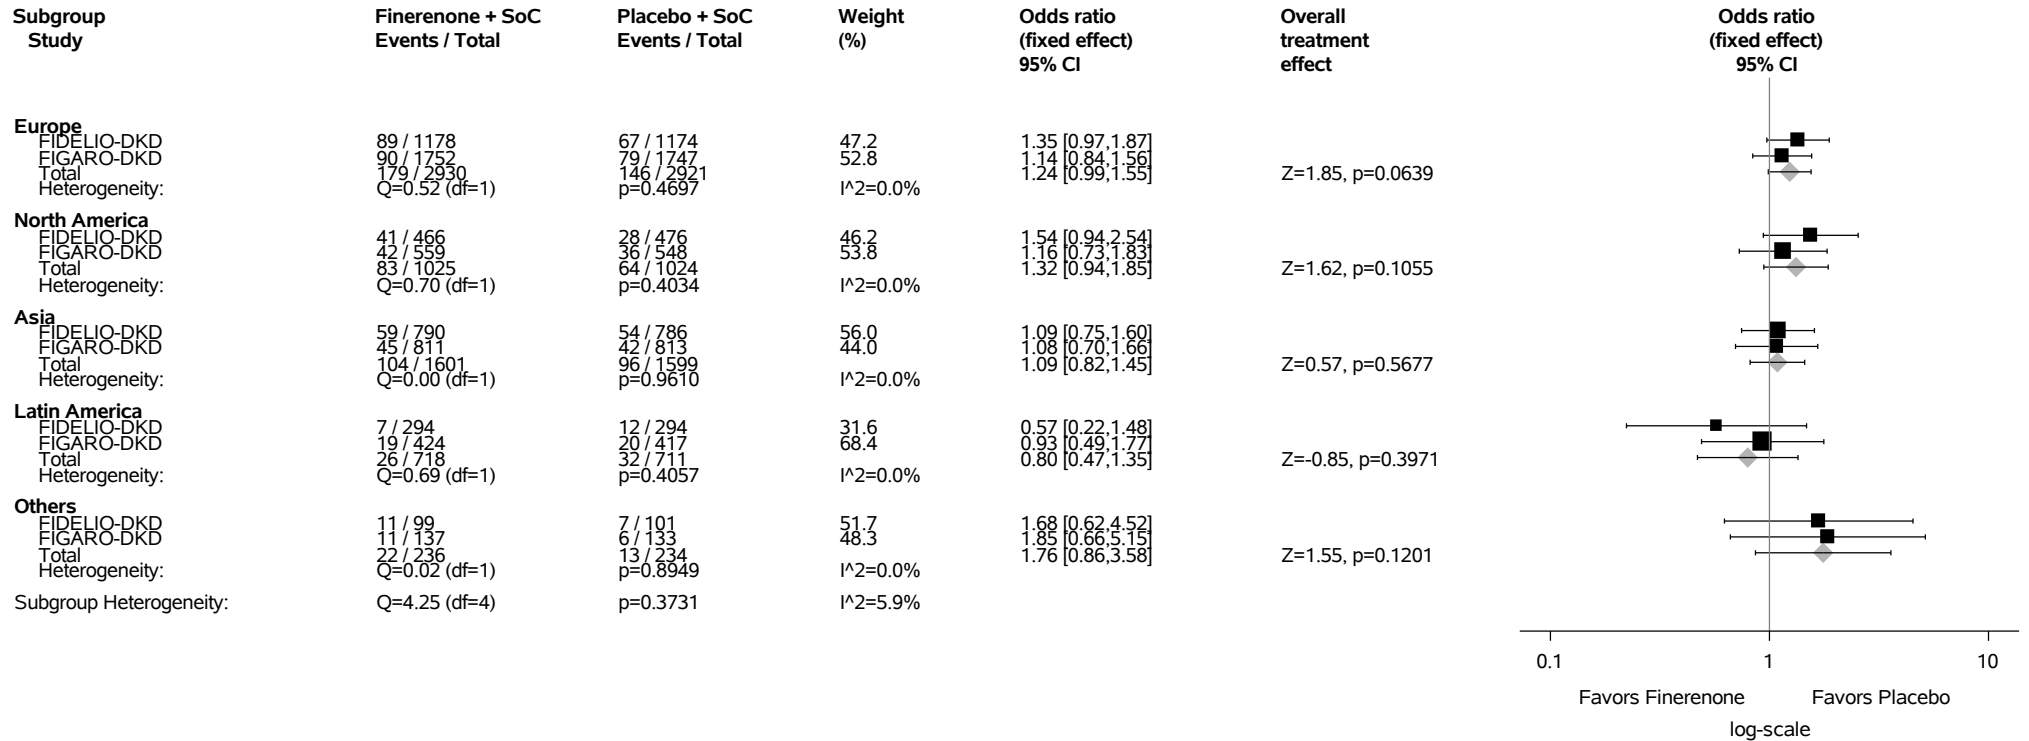 Subgroup Finerenone + SoC Placebo + SoC Weight Odds ratio Overall Odds ratio
Study Events / Total Events / Total (%) (fixed effect) treatment (fixed effect)
95% CI effect 95% CI
Europe
FIDELIO-DKD 89 / 1178 67 / 1174 47.2 1.35 [0.97,1.87]
FIGARO-DKD 90 / 1752 79 / 1747 52.8 1.14 [0.84,1.56]
Total 179 / 2930 146 / 2921 1.24 [0.99,1.55] Z=1.85, p=0.0639
Heterogeneity: Q=0.52 (df=1) p=0.4697 I^2=0.0%
North America
FIDELIO-DKD 41 / 466 28 / 476 46.2 1.54 [0.94,2.54]
FIGARO-DKD 42 / 559 36 / 548 53.8 1.16 [0.73,1.83]
Total 83 / 1025 64 / 1024 1.32 [0.94,1.85] Z=1.62, p=0.1055
Heterogeneity: Q=0.70 (df=1) p=0.4034 I^2=0.0%
Asia
FIDELIO-DKD 59 / 790 54 / 786 56.0 1.09 [0.75,1.60]
FIGARO-DKD 45 / 811 42 / 813 44.0 1.08 [0.70,1.66]
Total 104 / 1601 96 / 1599 1.09 [0.82,1.45] Z=0.57, p=0.5677
Heterogeneity: Q=0.00 (df=1) p=0.9610 I^2=0.0%
Latin America
FIDELIO-DKD 7 / 294 12 / 294 31.6 0.57 [0.22,1.48]
FIGARO-DKD 19 / 424 20 / 417 68.4 0.93 [0.49,1.77]
Total 26 / 718 32 / 711 0.80 [0.47,1.35] Z=-0.85, p=0.3971
Heterogeneity: Q=0.69 (df=1) p=0.4057 I^2=0.0%
Others
FIDELIO-DKD 11 / 99 7 / 101 51.7 1.68 [0.62,4.52]
FIGARO-DKD 11 / 137 6 / 133 48.3 1.85 [0.66,5.15]
Total 22 / 236 13 / 234 1.76 [0.86,3.58] Z=1.55, p=0.1201
Heterogeneity: Q=0.02 (df=1) p=0.8949 I^2=0.0%
Subgroup Heterogeneity: Q=4.25 (df=4) p=0.3731 I^2=5.9%
0.1 1 10
Favors Finerenone Favors Placebo
log-scale